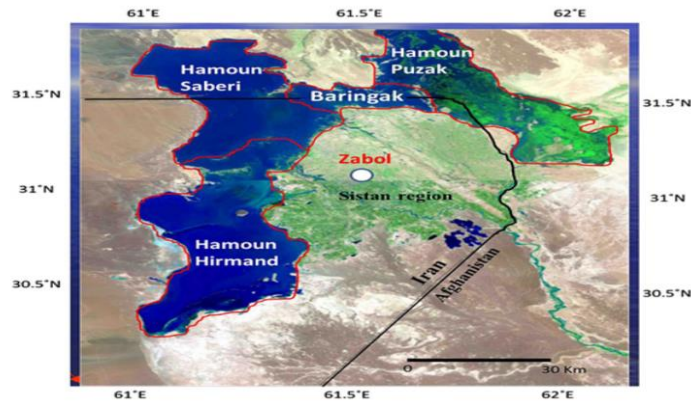 61°E 61.5°E 62°E
Hamoun
Puzak
Hamoun
Saberi
Baringak
31.5°N
31.5°N
Zabol
31°N
Sistan region
31°N
Hamoun
Hirmand
Iran
Afghanistan
30.5°N
30.5°N
0 30 Km
61°E 61.5°E 62°E